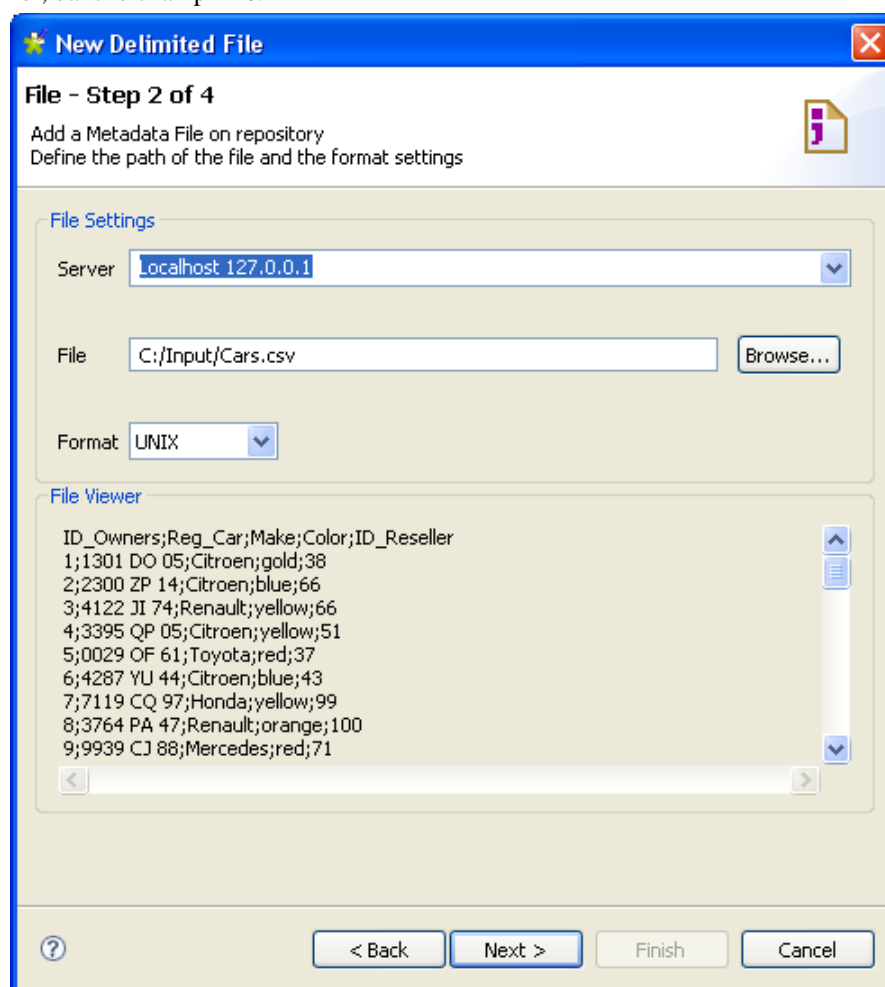 New Delimited File
File - Step 2 of 4
Add a Metadata File on repository
Define the path of the file and the format settings
File Settings
Server Localhost 127.0.0.1
File C:/Input/Cars.csv Browse...
Format UNIX
File Viewer
ID_Owners;Reg_Car;Make;Color;ID_Reseller
1;1301 DO 05;Citroen;gold;38
2;2300 ZP 14;Citroen;blue;66
3;4122 JI 74;Renault;yellow;66
4;3395 QP 05;Citroen;yellow;51
5;0029 OF 61;Toyota;red;37
6;4287 YU 44;Citroen;blue;43
7;7119 CQ 97;Honda;yellow;99
8;3764 PA 47;Renault;orange;100
9;9939 CJ 88;Mercedes;red;71
< Back Next > Finish Cancel